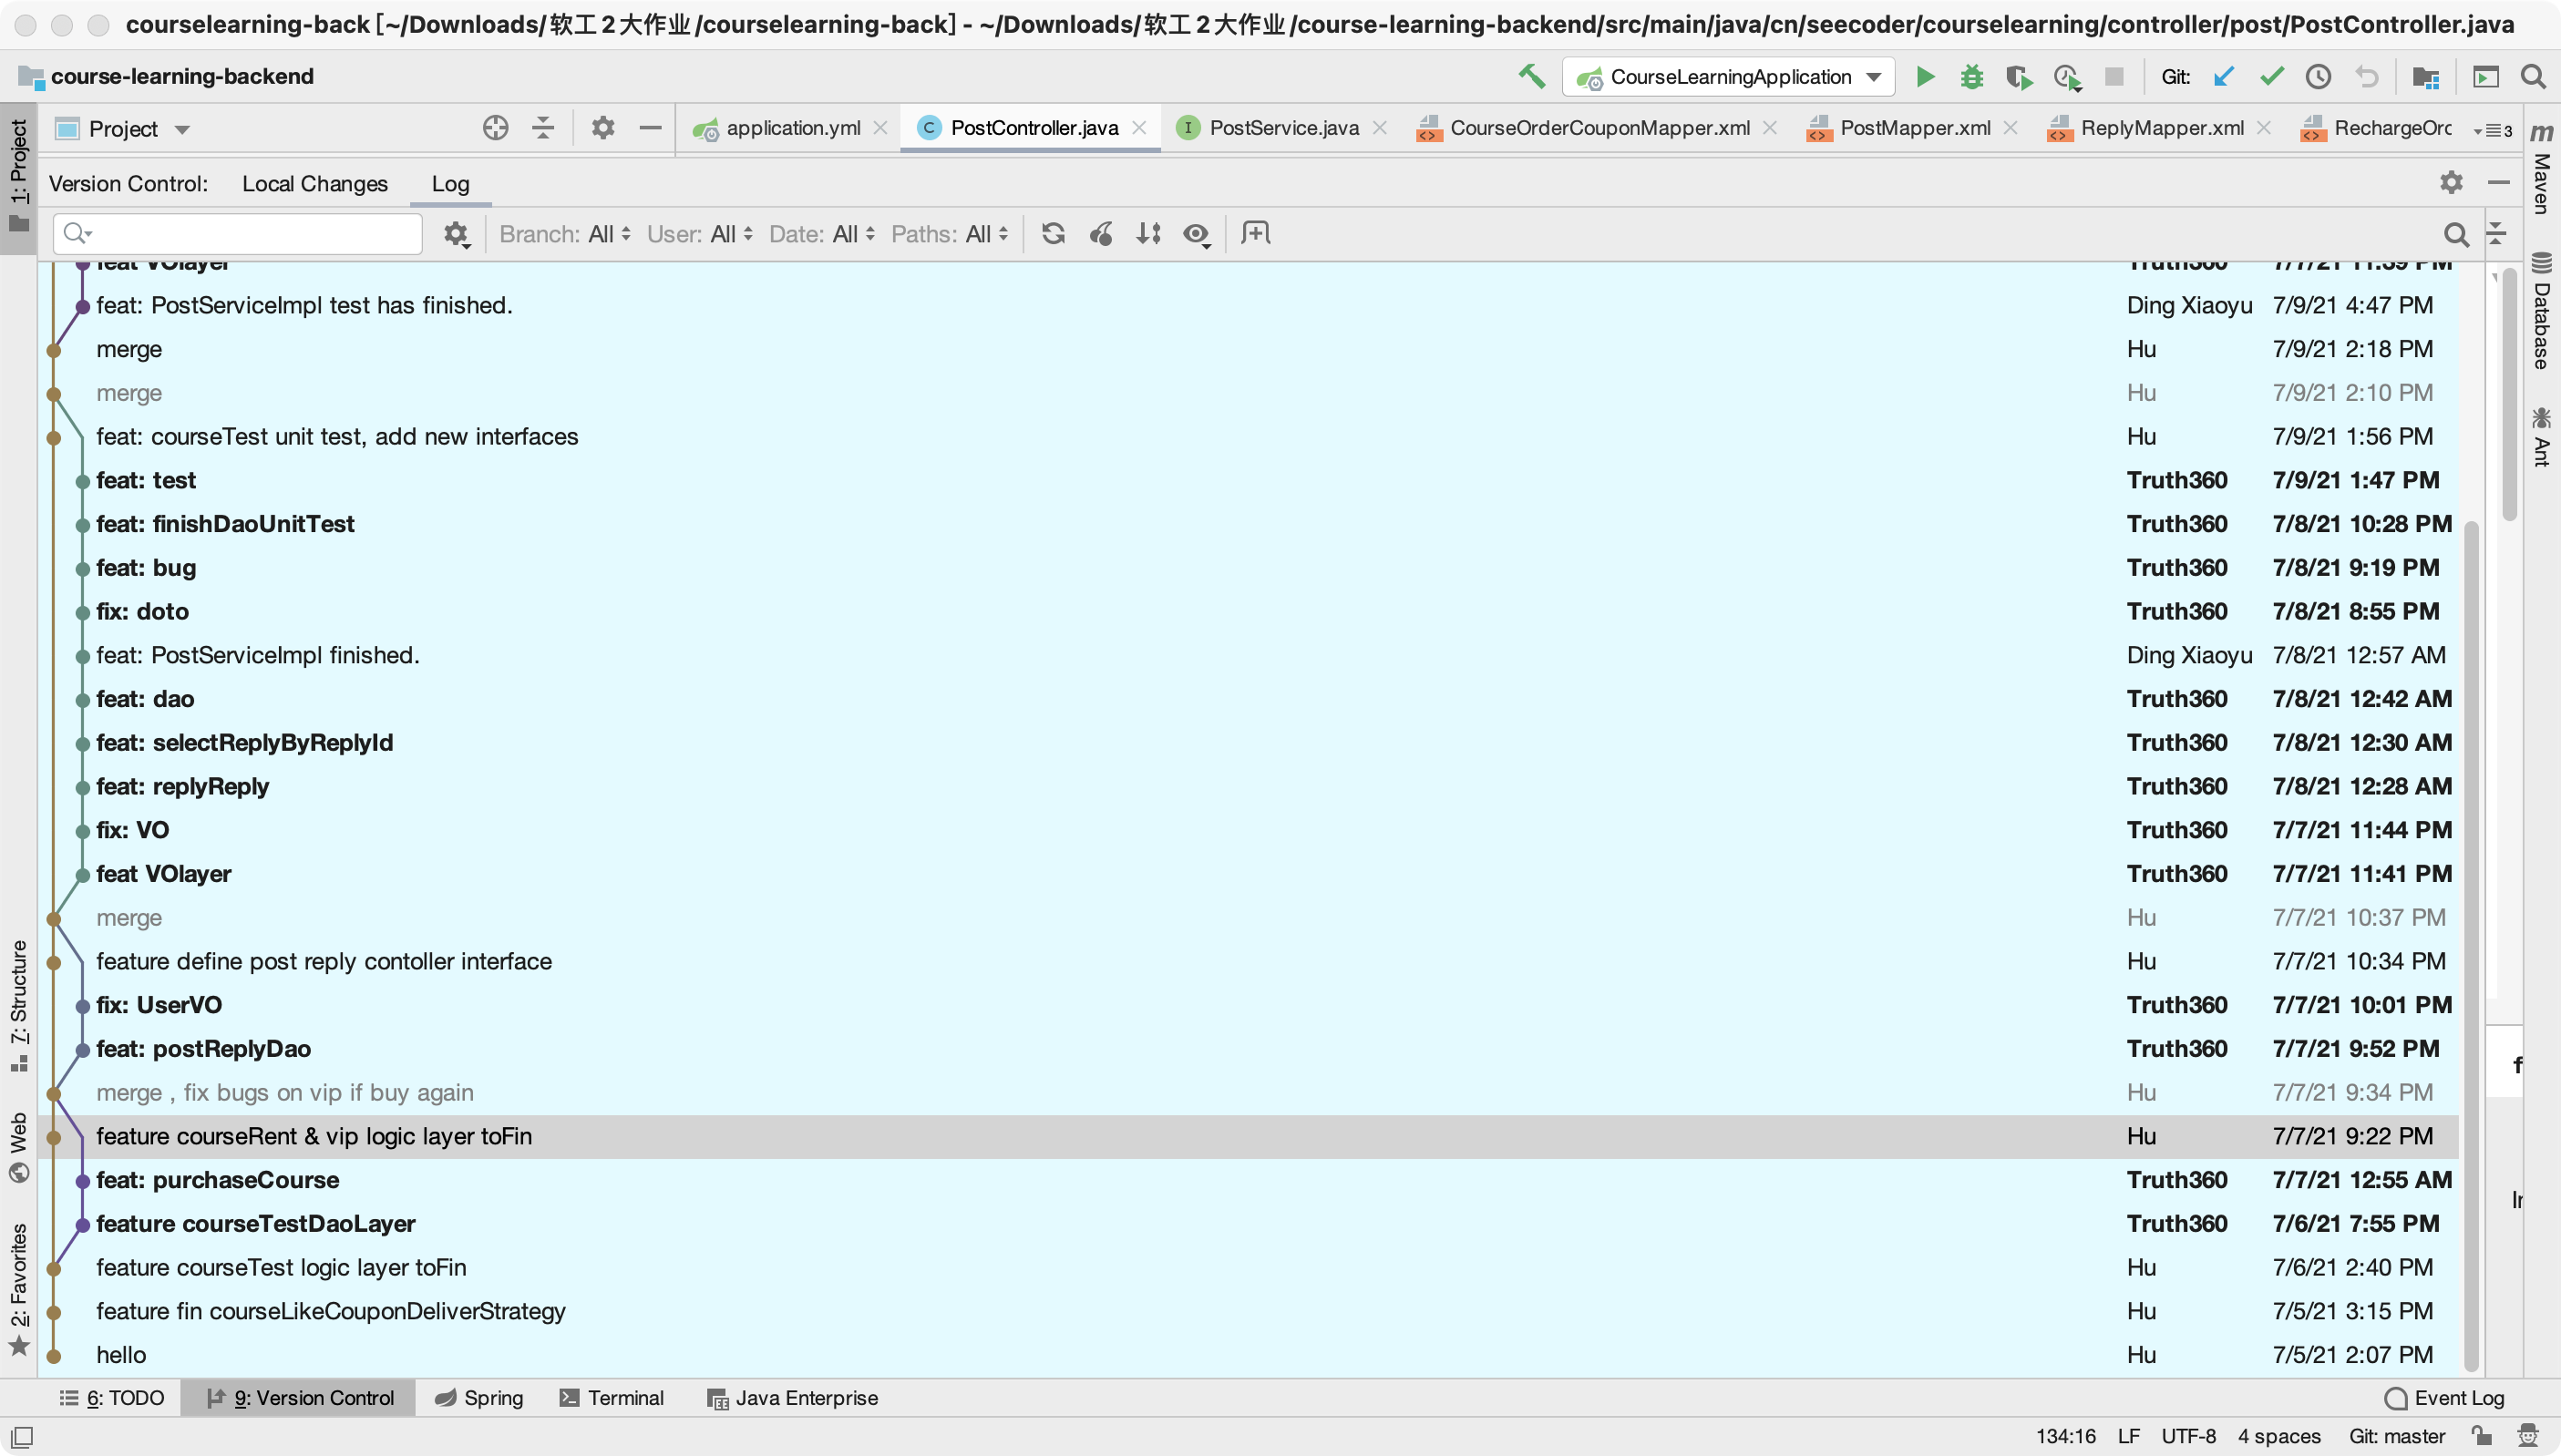 courselearning-back [~/Downloads/软工2大作业/courselearning-back] - ~/Downloads/软工2大作业/course-learning-backend/src/main/java/cn/seecoder/courselearning/controller/post/PostController.java
course-learning-backend
CourseLearningApplication
Git:
1: Project
Project
application.yml
PostController.java
PostService.java
CourseOrderCouponMapper.xml
PostMapper.xml
ReplyMapper.xml
RechargeOrc
3
Maven
Version Control: Local Changes Log
Branch: All User: All Date: All Paths: All
Database
Ant
feat VOlayer Truth360 7/7/21 11:39 PM
feat: PostServiceImpl test has finished. Ding Xiaoyu 7/9/21 4:47 PM
merge Hu 7/9/21 2:18 PM
merge Hu 7/9/21 2:10 PM
feat: courseTest unit test, add new interfaces Hu 7/9/21 1:56 PM
feat: test Truth360 7/9/21 1:47 PM
feat: finishDaoUnitTest Truth360 7/8/21 10:28 PM
feat: bug Truth360 7/8/21 9:19 PM
fix: doto Truth360 7/8/21 8:55 PM
feat: PostServiceImpl finished. Ding Xiaoyu 7/8/21 12:57 AM
feat: dao Truth360 7/8/21 12:42 AM
feat: selectReplyByReplyId Truth360 7/8/21 12:30 AM
feat: replyReply Truth360 7/8/21 12:28 AM
fix: VO Truth360 7/7/21 11:44 PM
feat VOlayer Truth360 7/7/21 11:41 PM
merge Hu 7/7/21 10:37 PM
feature define post reply contoller interface Hu 7/7/21 10:34 PM
fix: UserVO Truth360 7/7/21 10:01 PM
feat: postReplyDao Truth360 7/7/21 9:52 PM
merge , fix bugs on vip if buy again Hu 7/7/21 9:34 PM
feature courseRent & vip logic layer toFin Hu 7/7/21 9:22 PM
feat: purchaseCourse Truth360 7/7/21 12:55 AM
feature courseTestDaoLayer Truth360 7/6/21 7:55 PM
feature courseTest logic layer toFin Hu 7/6/21 2:40 PM
feature fin courseLikeCouponDeliverStrategy Hu 7/5/21 3:15 PM
hello Hu 7/5/21 2:07 PM
7: Structure
Web
2: Favorites
6: TODO
9: Version Control
Spring
Terminal
Java Enterprise
Event Log
134:16 LF UTF-8 4 spaces Git: master